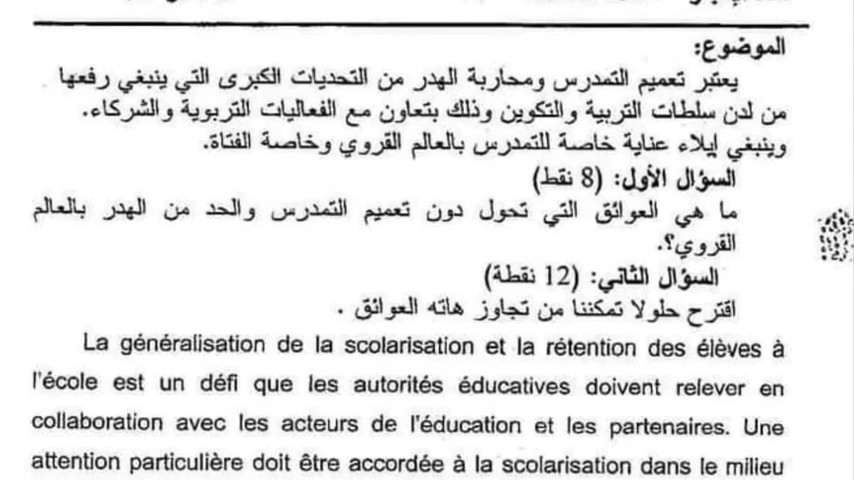 الموضوع:
يعتبر تعميم التمدرس ومحاربة الهدر من التحديات الكبرى التي ينبغي رفعها
من لدن سلطات التربية والتكوين وذلك بتعاون مع الفعاليات التربوية والشركاء.
وينبغي إيلاء عناية خاصة للتمدرس بالعالم القروي وخاصة الفتاة.
السؤال الأول: (8 نقط)
ما هي العوائق التي تحول دون تعميم التمدرس والحد من الهدر بالعالم
القروي؟.
السؤال الثاني: (12 نقطة)
اقترح حلولا تمكننا من تجاوز هاته العوائق .
La généralisation de la scolarisation et la rétention des élèves à
l'école est un défi que les autorités éducatives doivent relever en
collaboration avec les acteurs de l'éducation et les partenaires. Une
attention particulière doit être accordée à la scolarisation dans le milieu